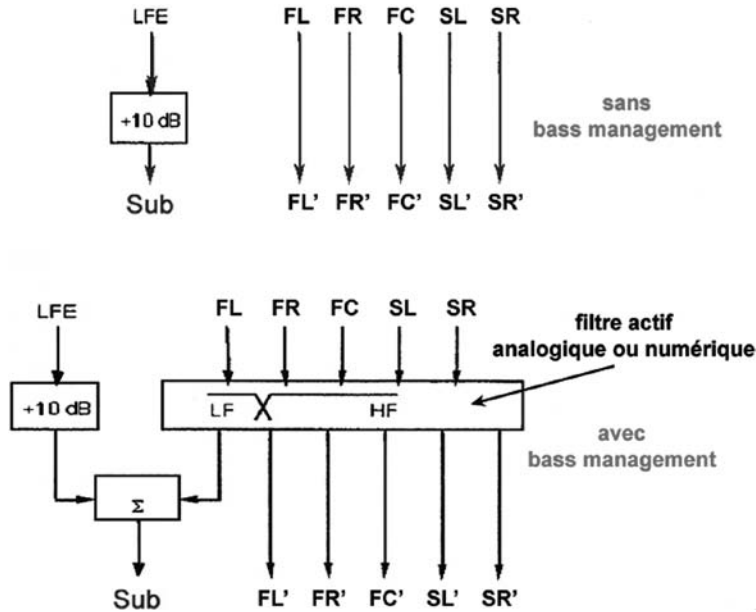 LFE FL FR FC SL SR
+10 dB
sans
bass management
Sub FL' FR' FC' SL' SR'
LFE FL FR FC SL SR
filtre actif
analogique ou numérique
+10 dB LF HF
avec
bass management
Σ
Sub FL' FR' FC' SL' SR'